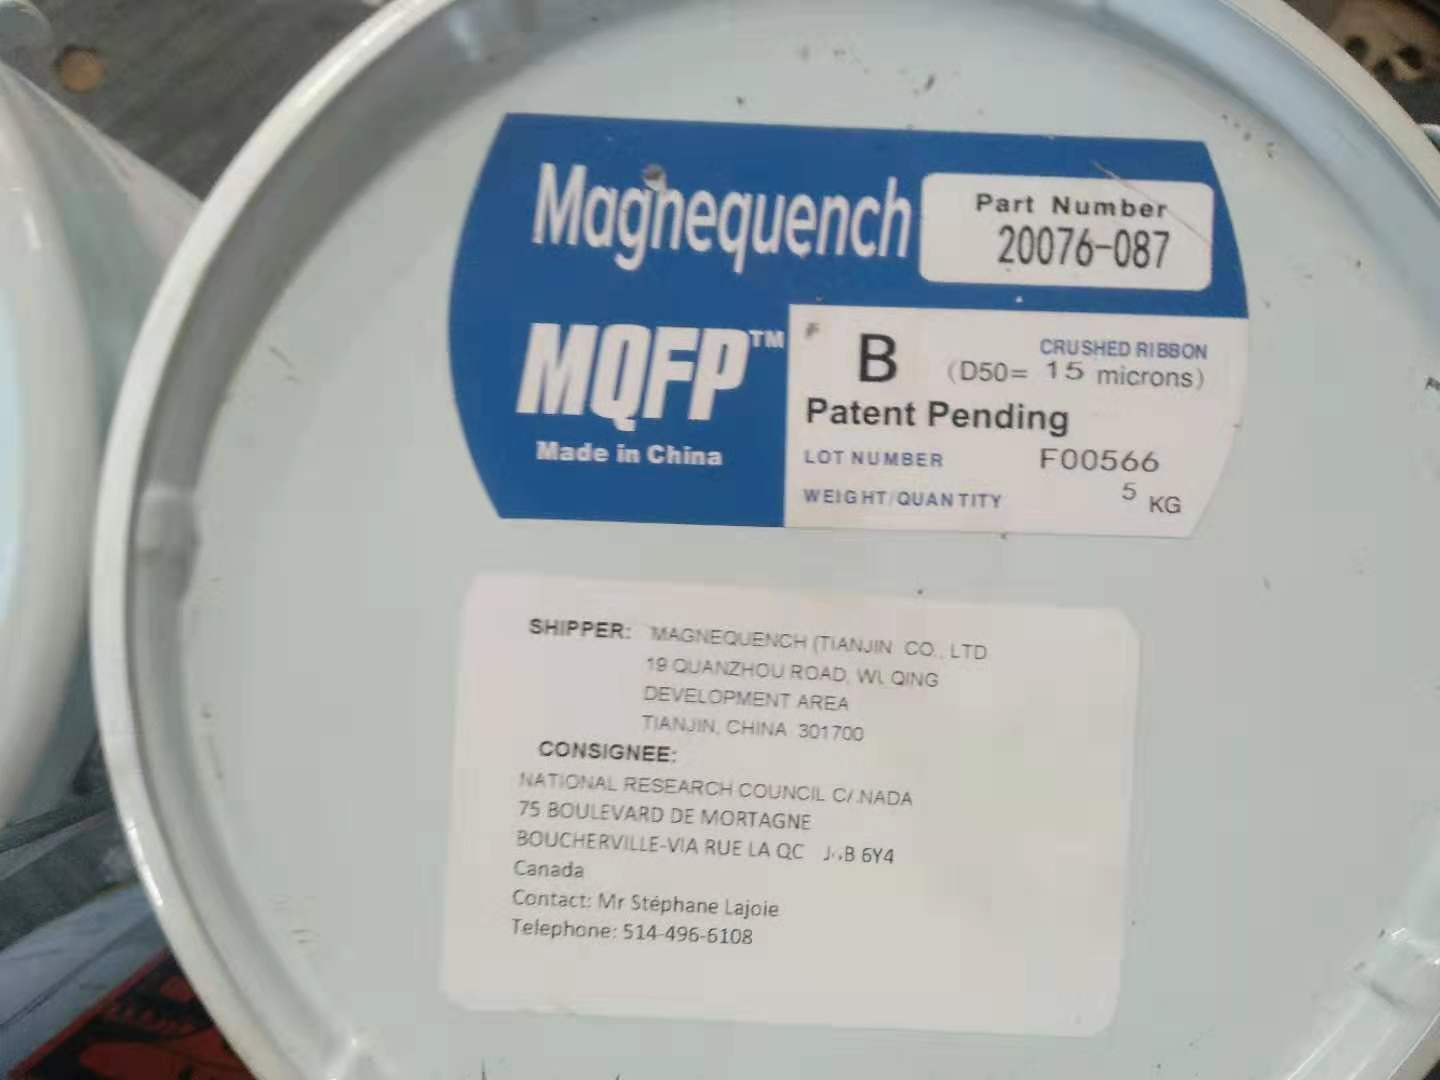 Magnequench
Part Number
20076-087
MQFP™
Made in China
B
CRUSHED RIBBON
(D50= 15 microns)
Patent Pending
LOT NUMBER F00566
WEIGHT/QUANTITY 5 KG
SHIPPER: MAGNEQUENCH (TIANJIN CO., LTD
19 QUANZHOU ROAD, QING
DEVELOPMENT AREA
TIANJIN, CHINA 301700
CONSIGNEE:
NATIONAL RESEARCH COUNCIL
75 BOULEVARD DE MORTAGNE
BOUCHERVILLE-VIA RUE LA QC 6Y4
Canada
Contact: Mr Stéphane Lajoie
Telephone: 514-496-6108